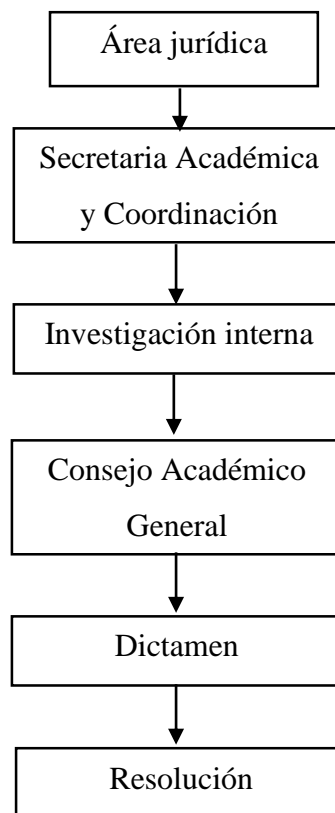 Área jurídica
Secretaria Académica
y Coordinación
Investigación interna
Consejo Académico
General
Dictamen
Resolución